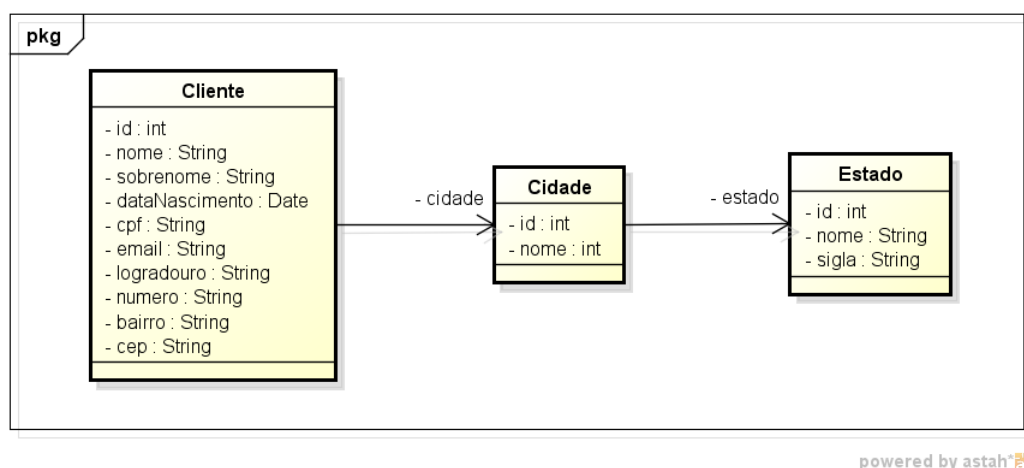 pkg
Cliente
- id : int
- nome : String
- sobrenome : String
- dataNascimento : Date
- cpf : String
- email : String
- logradouro : String
- numero : String
- bairro : String
- cep : String
- cidade
Cidade
- id : int
- nome : int
- estado
Estado
- id : int
- nome : String
- sigla : String
powered by astah*